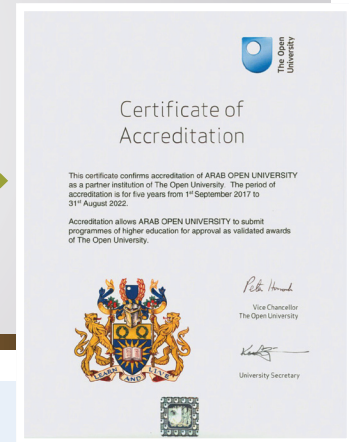 The Open
University
Certificate of
Accreditation
This certificate confirms accreditation of ARAB OPEN UNIVERSITY
as a partner institution of The Open University. The period of
accreditation is for five years from 1st September 2017 to
31st August 2022.
Accreditation allows ARAB OPEN UNIVERSITY to submit
programmes of higher education for approval as validated awards
of The Open University.
Vice Chancellor
The Open University
University Secretary
LEARN AND LIVE